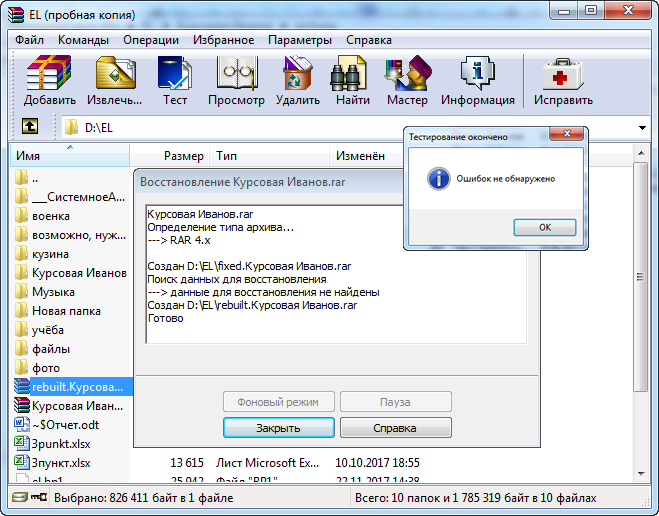 EL (пробная копия)
Файл Команды Операции Избранное Параметры Справка
Добавить Извлечь... Тест Просмотр Удалить Найти Мастер Информация Исправить
D:\EL
Имя Размер Тип Изменён
..
___СистемноеА...
военка
возможно, нуж...
кузина
Курсовая Иванов
Музыка
Новая папка
учёба
файлы
фото
rebuilt.Курсова...
Курсовая Иван...
~$Отчет.odt
3punkt.xlsx
3пункт.xlsx 13 615 Лист Microsoft Ex... 10.10.2017 18:55
25 942 Файл "BP1" 22.11.2017 14:38
Восстановление Курсовая Иванов.rar
Курсовая Иванов.rar
Определение типа архива...
---> RAR 4.x
Создан D:\EL\fixed.Курсовая Иванов.rar
Поиск данных для восстановления
---> данные для восстановления не найдены
Создан D:\EL\rebuilt.Курсовая Иванов.rar
Готово
Фоновый режим Пауза
Закрыть Справка
Тестирование окончено
Ошибок не обнаружено
OK
Выбрано: 826 411 байт в 1 файле
Всего: 10 папок и 1 785 319 байт в 10 файлах